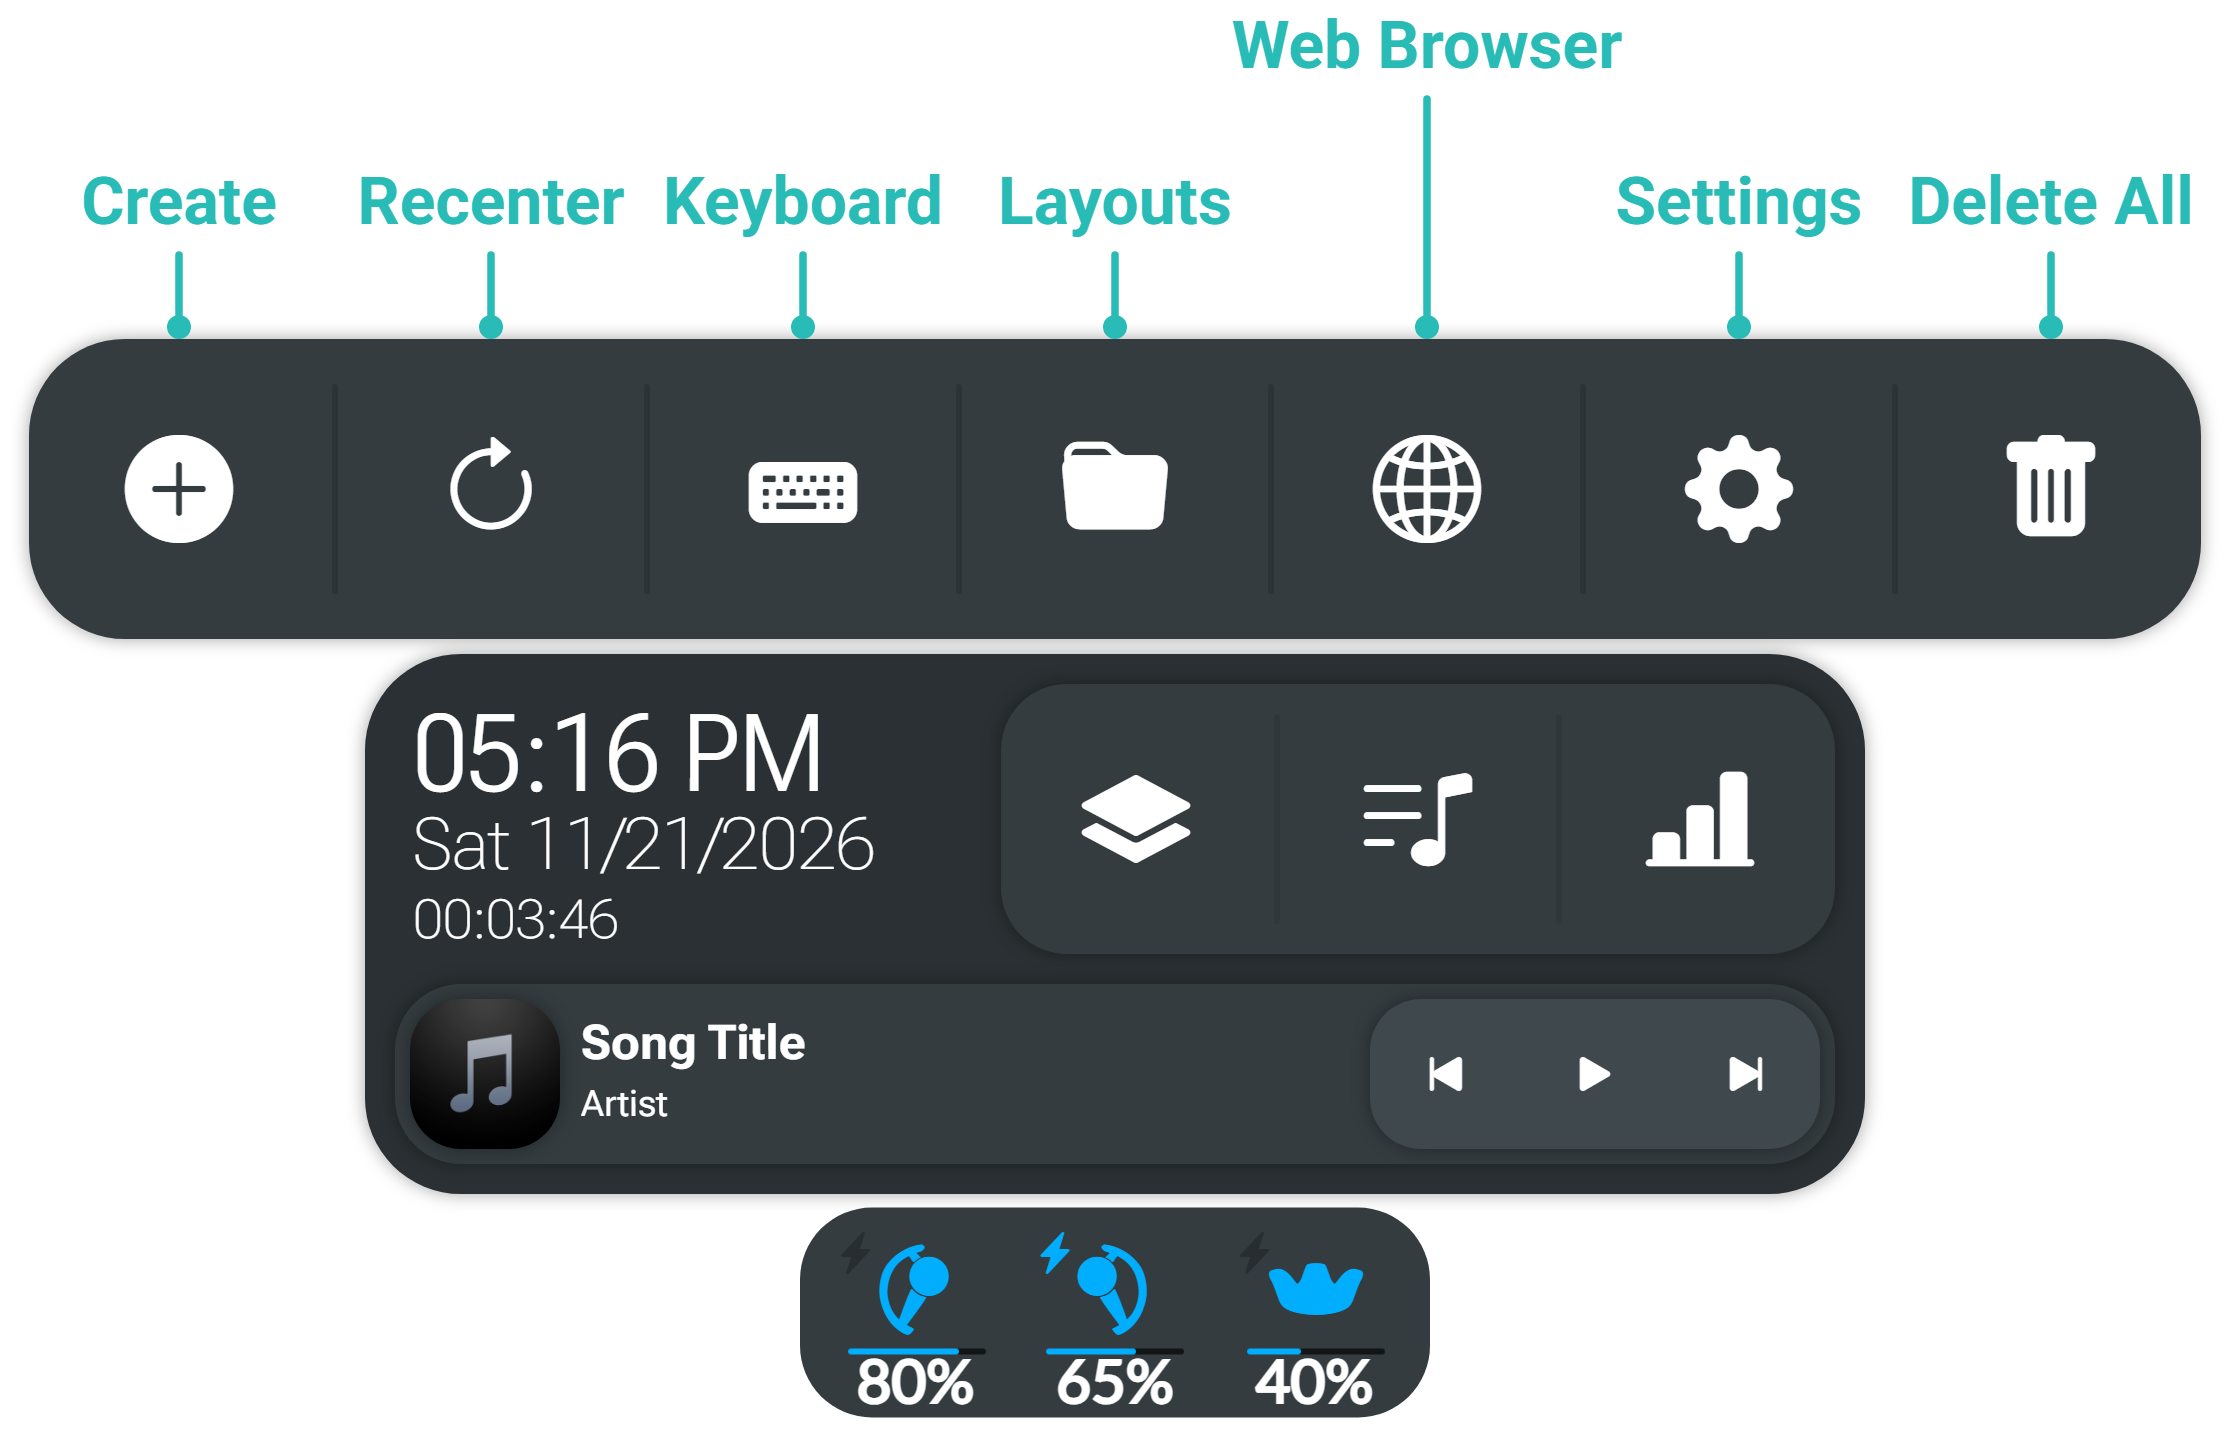 Web Browser
Create Recenter Keyboard Layouts Settings Delete All
05:16 PM
Sat 11/21/2026
00:03:46
Song Title
Artist
80% 65% 40%